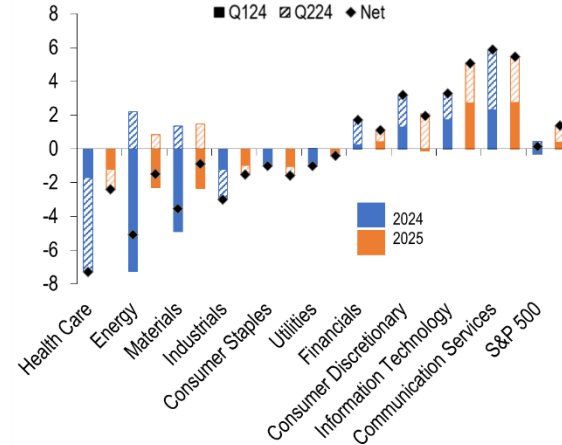 Q124 Q224 Net
8
6
4
2
0
-2
-4
-6
-8
2024
2025
Health Care
Energy
Materials
Industrials
Consumer Staples
Utilities
Financials
Consumer Discretionary
Information Technology
Communication Services
S&P 500